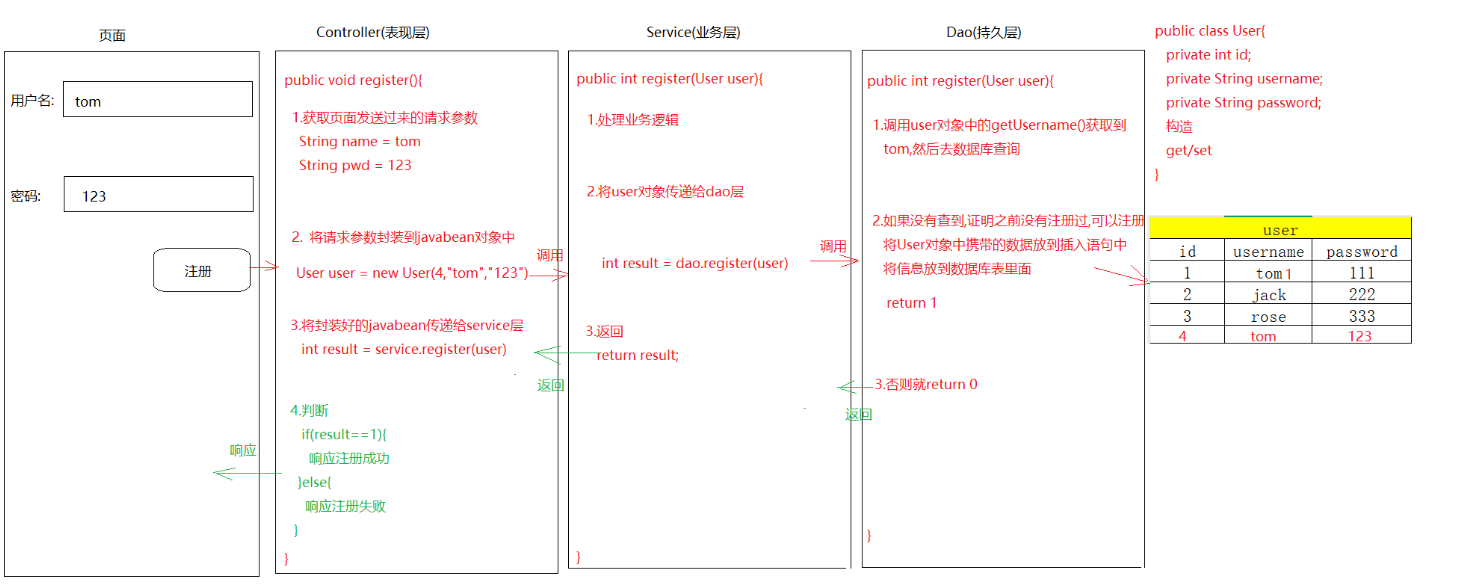 页面
用户名:
tom
密码:
123
注册
响应
Controller(表现层)
public void register(){
1.获取页面发送过来的请求参数
String name = tom
String pwd = 123
2. 将请求参数封装到javabean对象中
User user = new User(4,"tom","123")
3.将封装好的javabean传递给service层
int result = service.register(user)
4.判断
if(result==1){
响应注册成功
}else{
响应注册失败
}
}
调用
返回
Service(业务层)
public int register(User user){
1.处理业务逻辑
2.将user对象传递给dao层
int result = dao.register(user)
3.返回
return result;
}
调用
返回
Dao(持久层)
public int register(User user){
1.调用user对象中的getUsername()获取到
tom,然后去数据库查询
2.如果没有查到,证明之前没有注册过,可以注册
将User对象中携带的数据放到插入语句中
将信息放到数据库表里面
return 1
3.否则就return 0
}
public class User{
private int id;
private String username;
private String password;
构造
get/set
}
user
id username password
1 tom1 111
2 jack 222
3 rose 333
4 tom 123